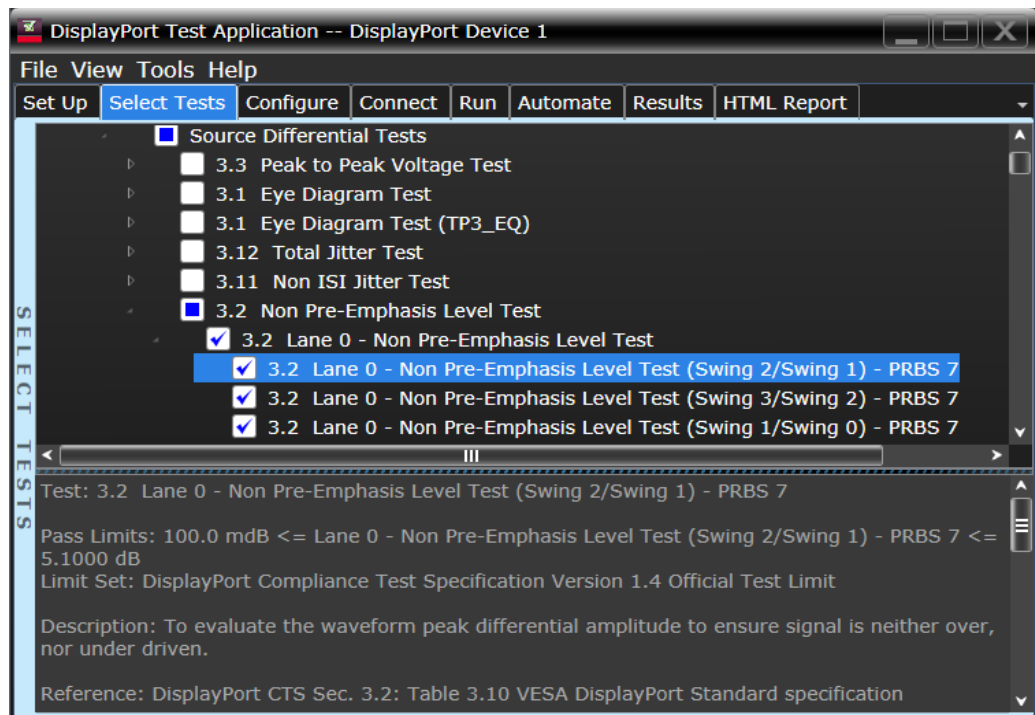 DisplayPort Test Application -- DisplayPort Device 1
File View Tools Help
Set Up Select Tests Configure Connect Run Automate Results HTML Report
Source Differential Tests
3.3 Peak to Peak Voltage Test
3.1 Eye Diagram Test
3.1 Eye Diagram Test (TP3_EQ)
3.12 Total Jitter Test
3.11 Non ISI Jitter Test
3.2 Non Pre-Emphasis Level Test
3.2 Lane 0 - Non Pre-Emphasis Level Test
3.2 Lane 0 - Non Pre-Emphasis Level Test (Swing 2/Swing 1) - PRBS 7
3.2 Lane 0 - Non Pre-Emphasis Level Test (Swing 3/Swing 2) - PRBS 7
3.2 Lane 0 - Non Pre-Emphasis Level Test (Swing 1/Swing 0) - PRBS 7
SELECT TESTS
Test: 3.2 Lane 0 - Non Pre-Emphasis Level Test (Swing 2/Swing 1) - PRBS 7
Pass Limits: 100.0 mdB <= Lane 0 - Non Pre-Emphasis Level Test (Swing 2/Swing 1) - PRBS 7 <=
5.1000 dB
Limit Set: DisplayPort Compliance Test Specification Version 1.4 Official Test Limit
Description: To evaluate the waveform peak differential amplitude to ensure signal is neither over,
nor under driven.
Reference: DisplayPort CTS Sec. 3.2: Table 3.10 VESA DisplayPort Standard specification